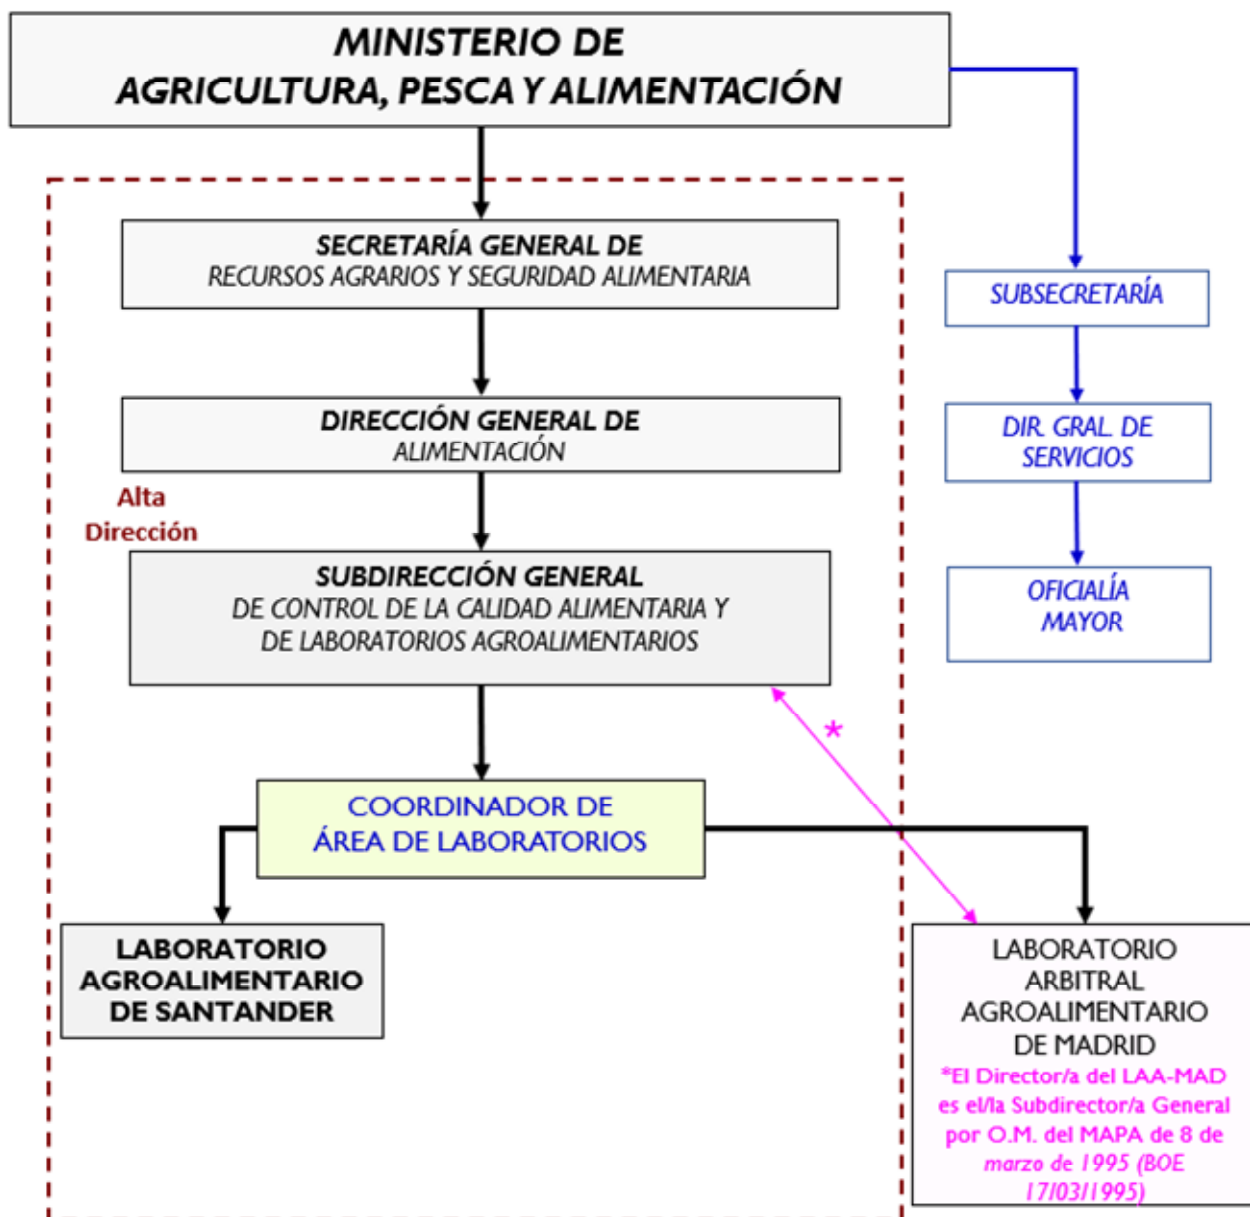 MINISTERIO DE
AGRICULTURA, PESCA Y ALIMENTACIÓN
SECRETARÍA GENERAL DE
RECURSOS AGRARIOS Y SEGURIDAD ALIMENTARIA
SUBSECRETARÍA
DIRECCIÓN GENERAL DE
ALIMENTACIÓN
DIR. GRAL. DE
SERVICIOS
Alta
Dirección
SUBDIRECCIÓN GENERAL
DE CONTROL DE LA CALIDAD ALIMENTARIA Y
DE LABORATORIOS AGROALIMENTARIOS
OFICIALÍA
MAYOR
*
COORDINADOR DE
ÁREA DE LABORATORIOS
LABORATORIO
AGROALIMENTARIO
DE SANTANDER
LABORATORIO
ARBITRAL
AGROALIMENTARIO
DE MADRID
*El Director/a del LAA-MAD
es el/la Subdirector/a General
por O.M. del MAPA de 8 de
marzo de 1995 (BOE
17/03/1995)